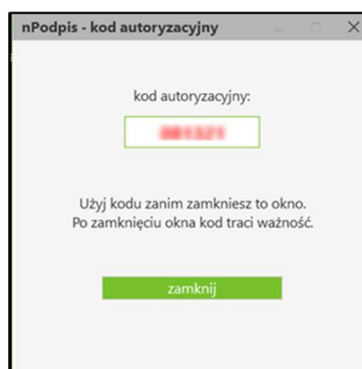 nPodpis - kod autoryzacyjny
kod autoryzacyjny:
Użyj kodu zanim zamkniesz to okno.
Po zamknięciu okna kod traci ważność.
zamknij